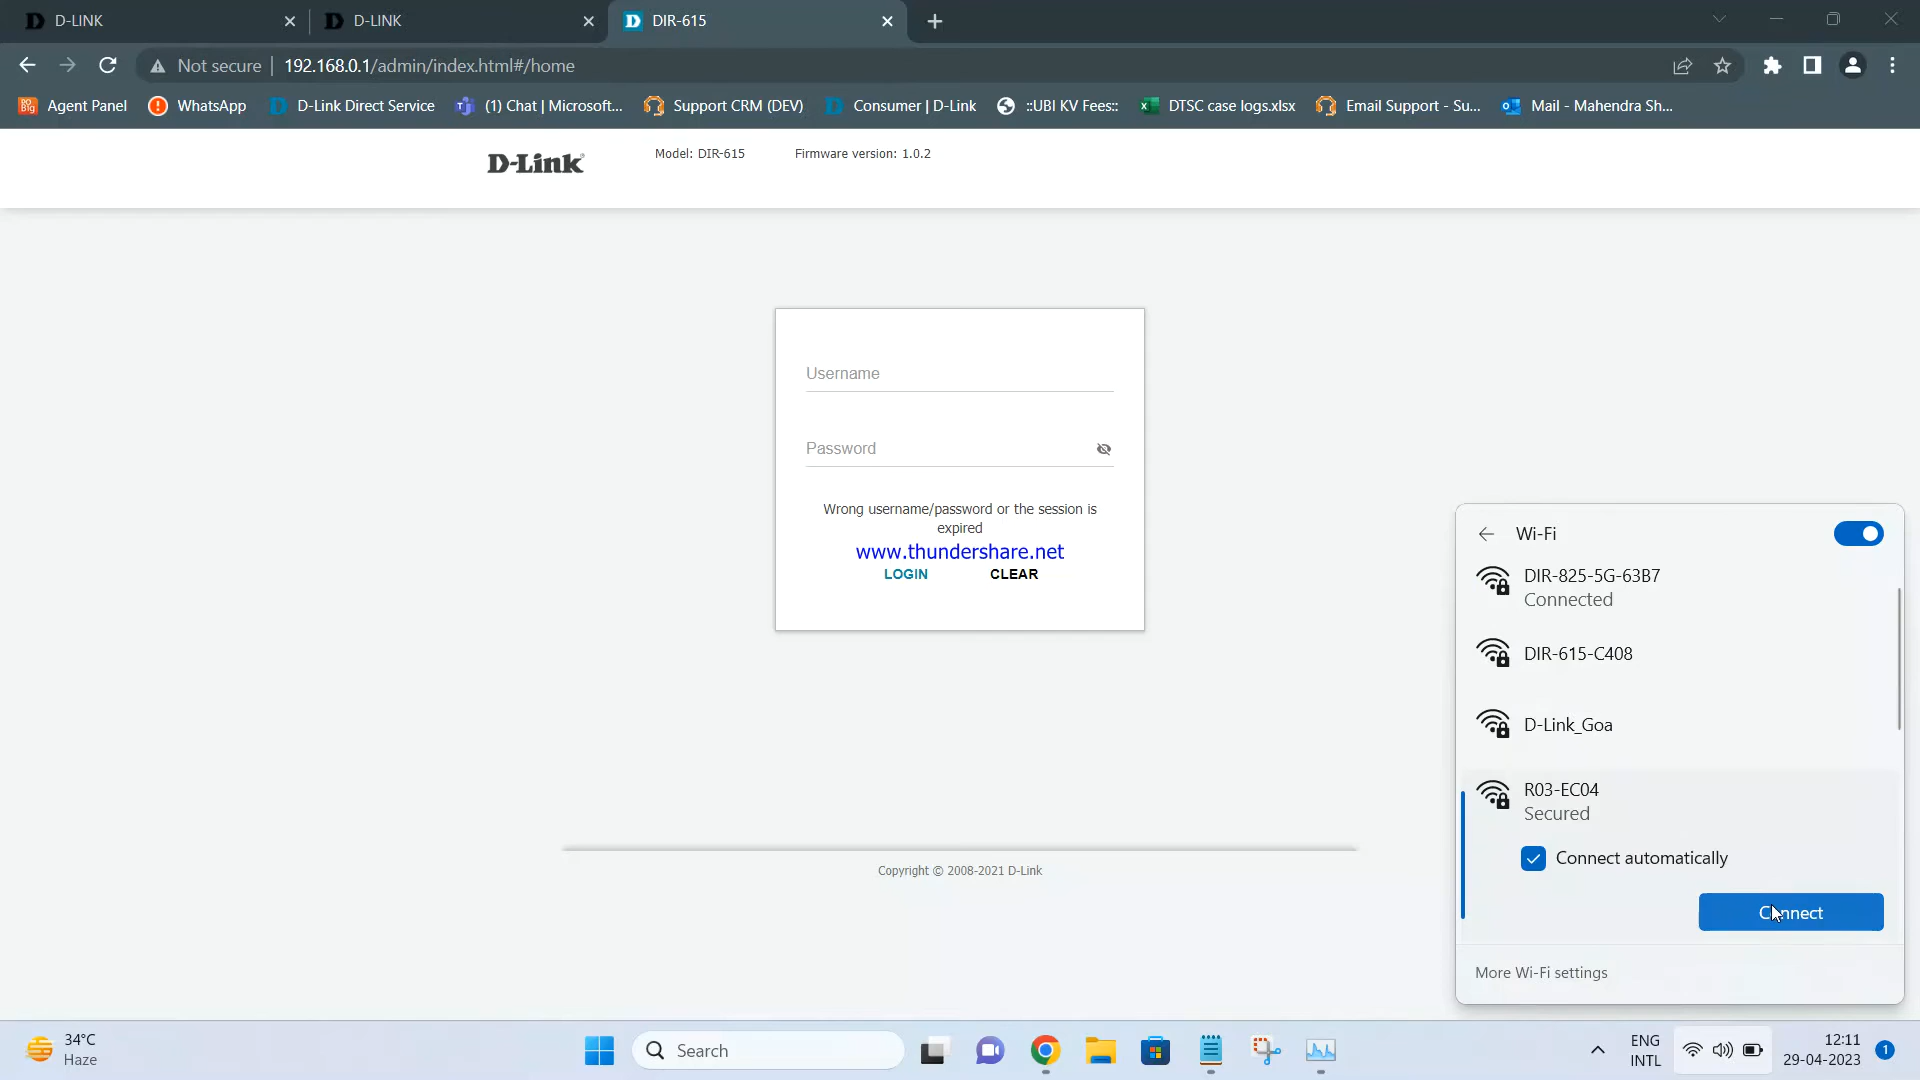 D-LINK
D-LINK
DIR-615
Not secure
192.168.0.1/admin/index.html#/home
Agent Panel
WhatsApp
D-Link Direct Service
(1) Chat | Microsoft...
Support CRM (DEV)
Consumer | D-Link
::UBI KV Fees::
DTSC case logs.xlsx
Email Support - Su...
Mail - Mahendra Sh...
D-Link
Model: DIR-615
Firmware version: 1.0.2
Username
Password
Wrong username/password or the session is
expired
www.thundershare.net
LOGIN
CLEAR
Copyright © 2008-2021 D-Link
Wi-Fi
DIR-825-5G-63B7
Connected
DIR-615-C408
D-Link_Goa
R03-EC04
Secured
Connect automatically
Connect
More Wi-Fi settings
34°C
Haze
Search
ENG
INTL
12:11
29-04-2023
1